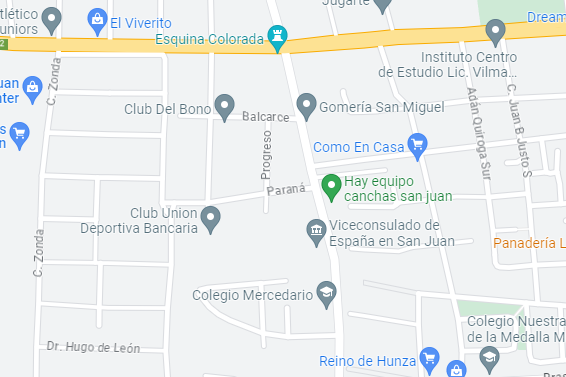 Jugarte
tlético
uniors
El Viverito
Dream
Esquina Colorada
2
Instituto Centro
de Estudio Lic. Vilma...
C. Zonda
uan
nter
Club Del Bono
Balcarce
Gomería San Miguel
Adán Quiroga Sur
C. Juan B Justo S
s
n
Progreso
Como En Casa
Paraná
Hay equipo
canchas san juan
Club Union
Deportiva Bancaria
Viceconsulado de
España en San Juan
Panadería L
C. Zonda
Colegio Mercedario
Colegio Nuestra
de la Medalla M
Dr. Hugo de León
Reino de Hunza
Bras